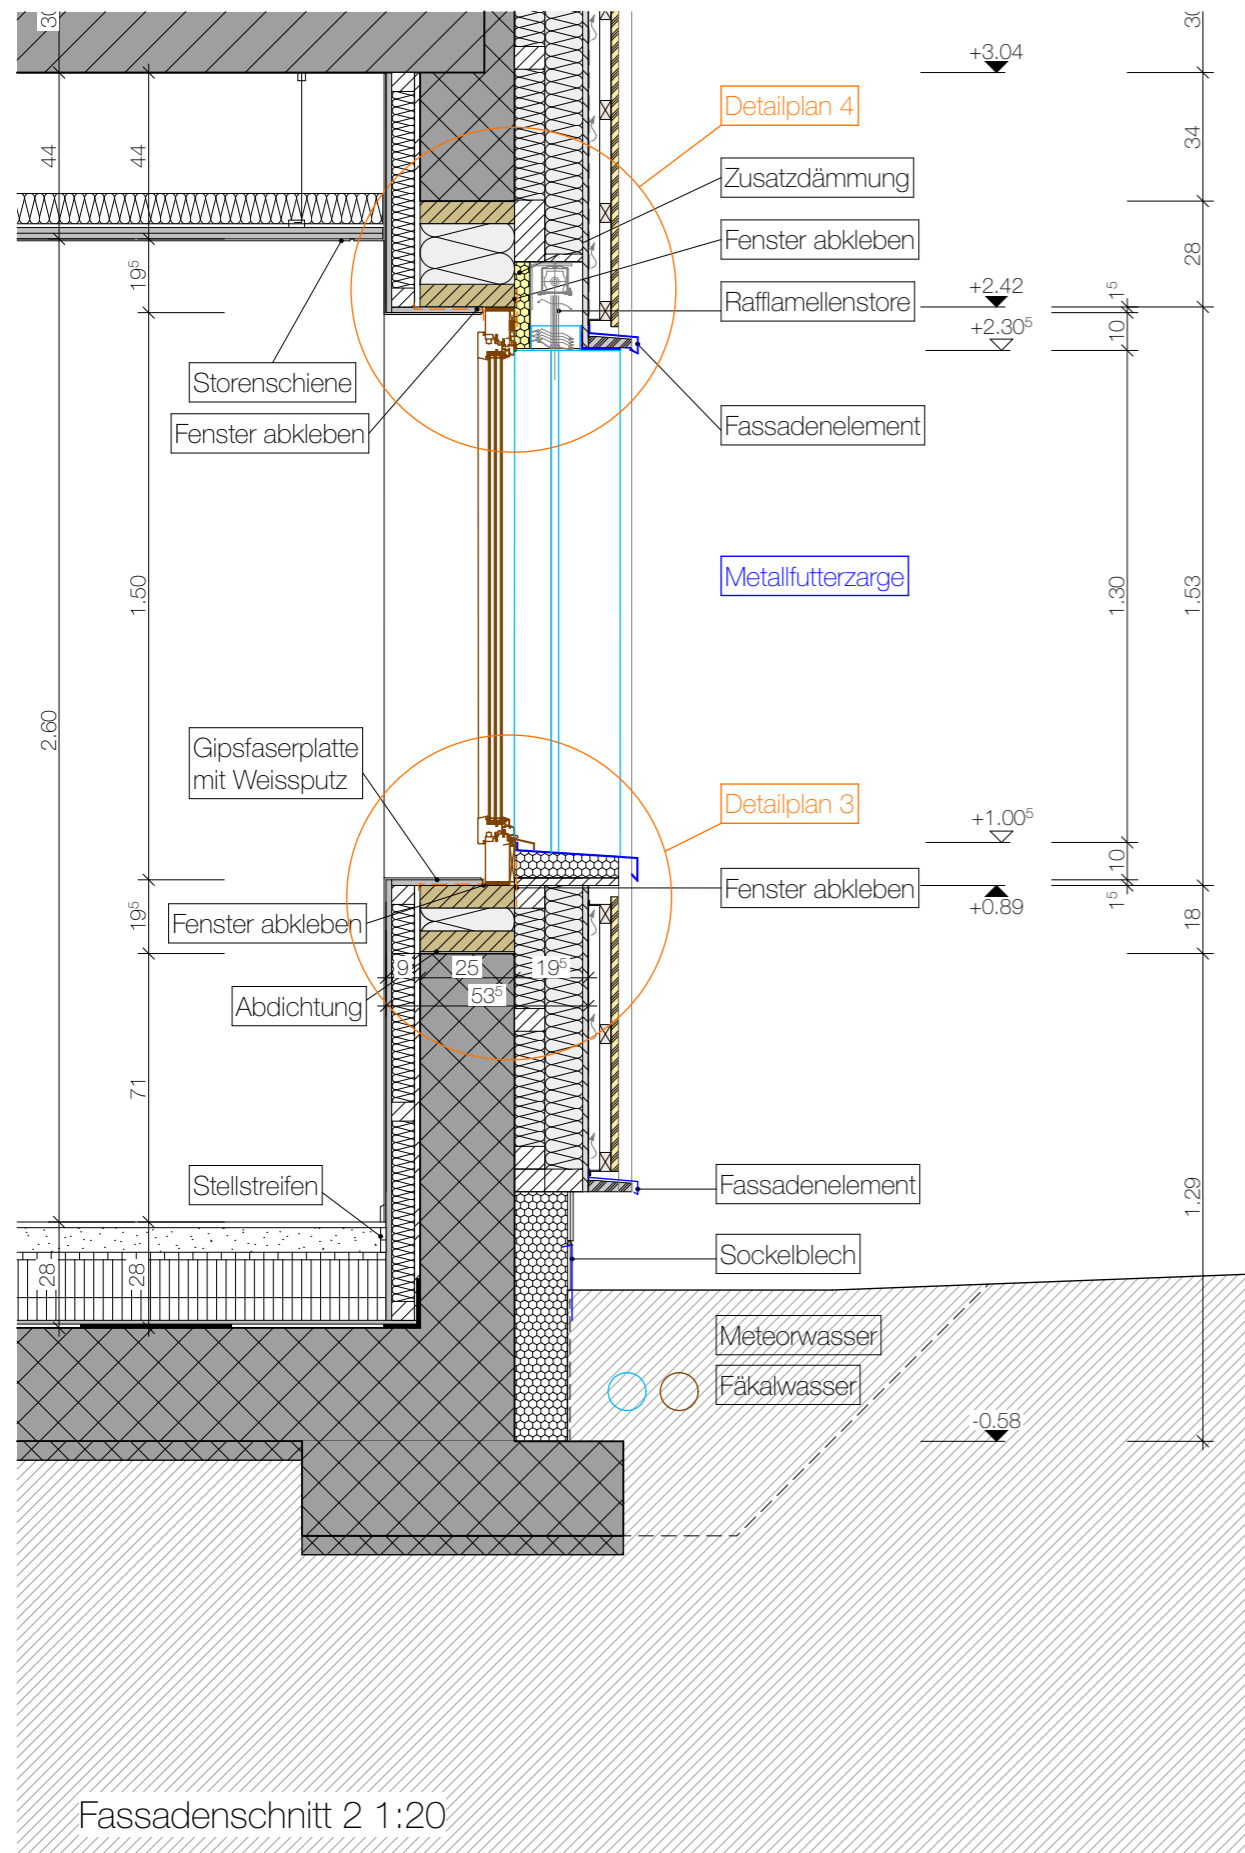 30
30
+3.04
44
44
34
Detailplan 4
Zusatzdämmung
Fenster abkleben
28
19⁵
Rafflamellenstore
+2.42
1⁵
+2.30⁵
10
Storenschiene
Fenster abkleben
Fassadenelement
1.50
Metallfutterzarge
1.30
1.53
2.60
Gipsfaserplatte
mit Weissputz
Detailplan 3
+1.00⁵
10
Fenster abkleben
+0.89
1⁵
18
19⁵
Fenster abkleben
9
25
19⁵
53⁵
Abdichtung
71
Stellstreifen
Fassadenelement
1.29
Sockelblech
28
28
Meteorwasser
Fäkalwasser
-0.58
Fassadenschnitt 2 1:20